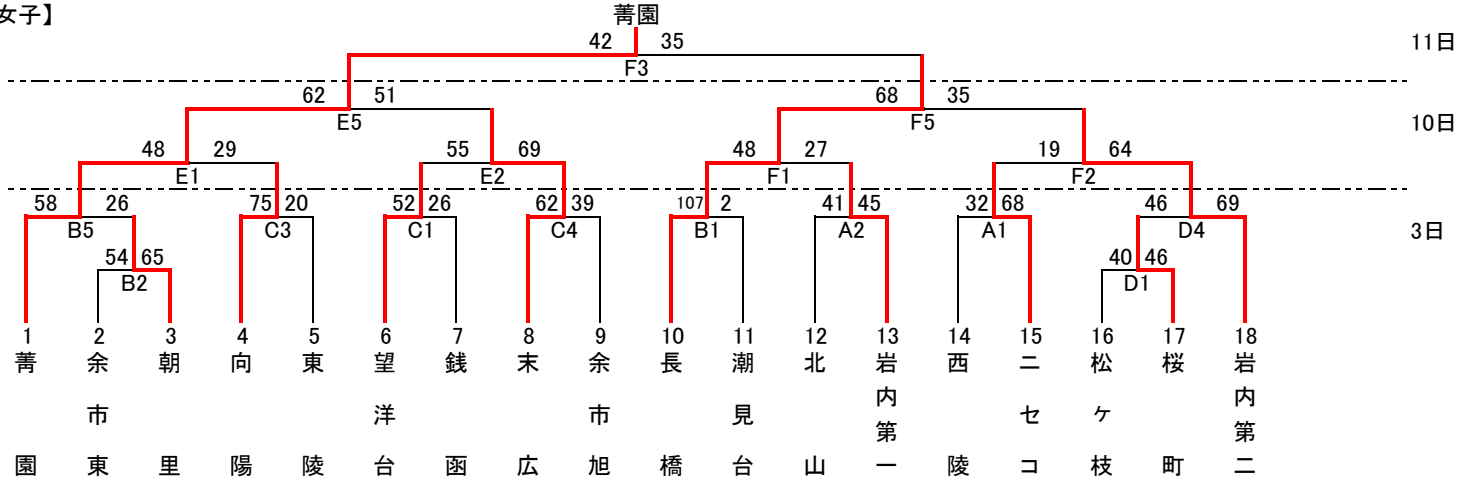 女子】
菁園
42 35
11日
F3
62 51
68 35
E5
F5
10日
48 29
55 69
48 27
19 64
E1
E2
F1
F2
58 26
75 20
52 26
62 39
107 2
41 45
32 68
46 69
B5
C3
C1
C4
B1
A2
A1
D4
3日
54 65
40 46
B2
D1
1 2 3 4 5 6 7 8 9 10 11 12 13 14 15 16 17 18
菁園
余市東
朝里
向陽
東陵
望洋台
銭函
末広
余市旭
長橋
潮見台
北山
岩内第一
西陵
ニセコ
松ヶ枝
桜町
岩内第二